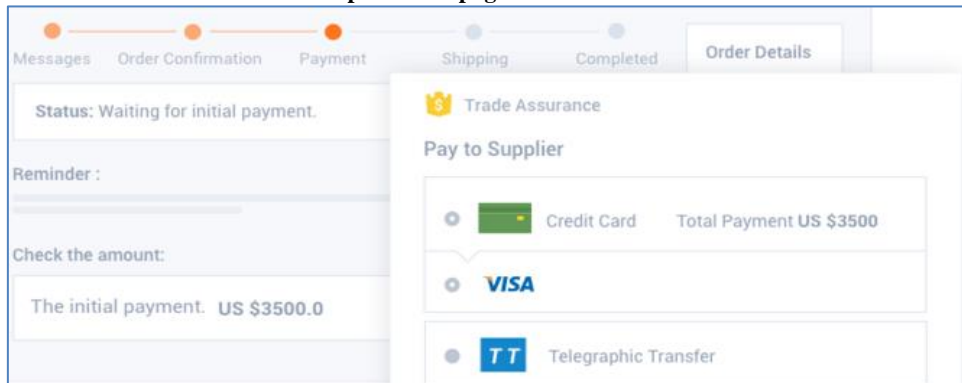 Messages Order Confirmation Payment Shipping Completed Order Details
Status: Waiting for initial payment.
Trade Assurance
Pay to Supplier
Reminder :
Credit Card Total Payment US $3500
Check the amount:
VISA
The initial payment. US $3500.0
TT Telegraphic Transfer